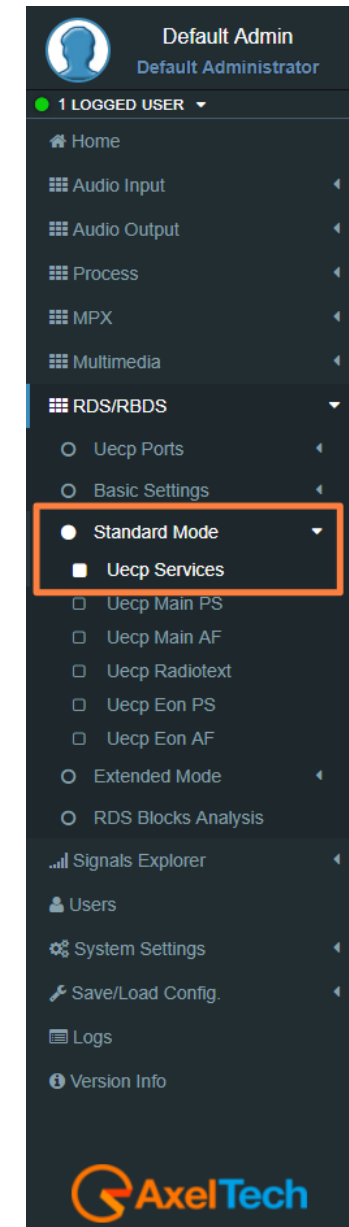 Default Admin
Default Administrator
1 LOGGED USER
Home
Audio Input
Audio Output
Process
MPX
Multimedia
RDS/RBDS
Uecp Ports
Basic Settings
Standard Mode
Uecp Services
Uecp Main PS
Uecp Main AF
Uecp Radiotext
Uecp Eon PS
Uecp Eon AF
Extended Mode
RDS Blocks Analysis
Signals Explorer
Users
System Settings
Save/Load Config.
Logs
Version Info
AxelTech